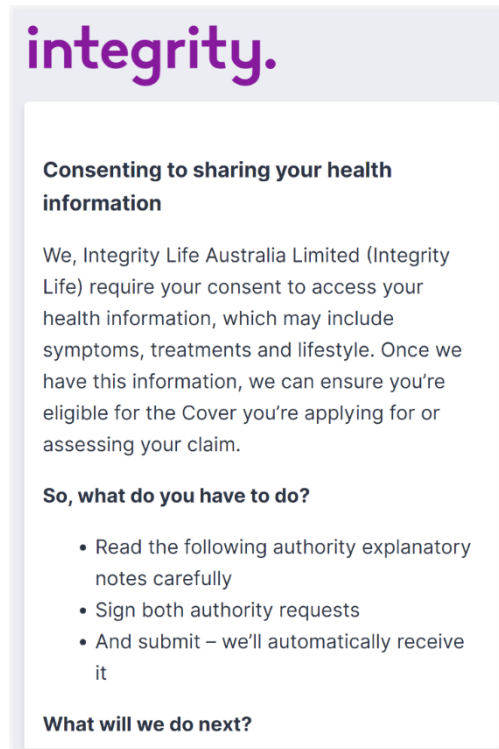 integrity.
Consenting to sharing your health
information
We, Integrity Life Australia Limited (Integrity
Life) require your consent to access your
health information, which may include
symptoms, treatments and lifestyle. Once we
have this information, we can ensure you’re
eligible for the Cover you’re applying for or
assessing your claim.
So, what do you have to do?
• Read the following authority explanatory
notes carefully
• Sign both authority requests
• And submit – we’ll automatically receive
it
What will we do next?